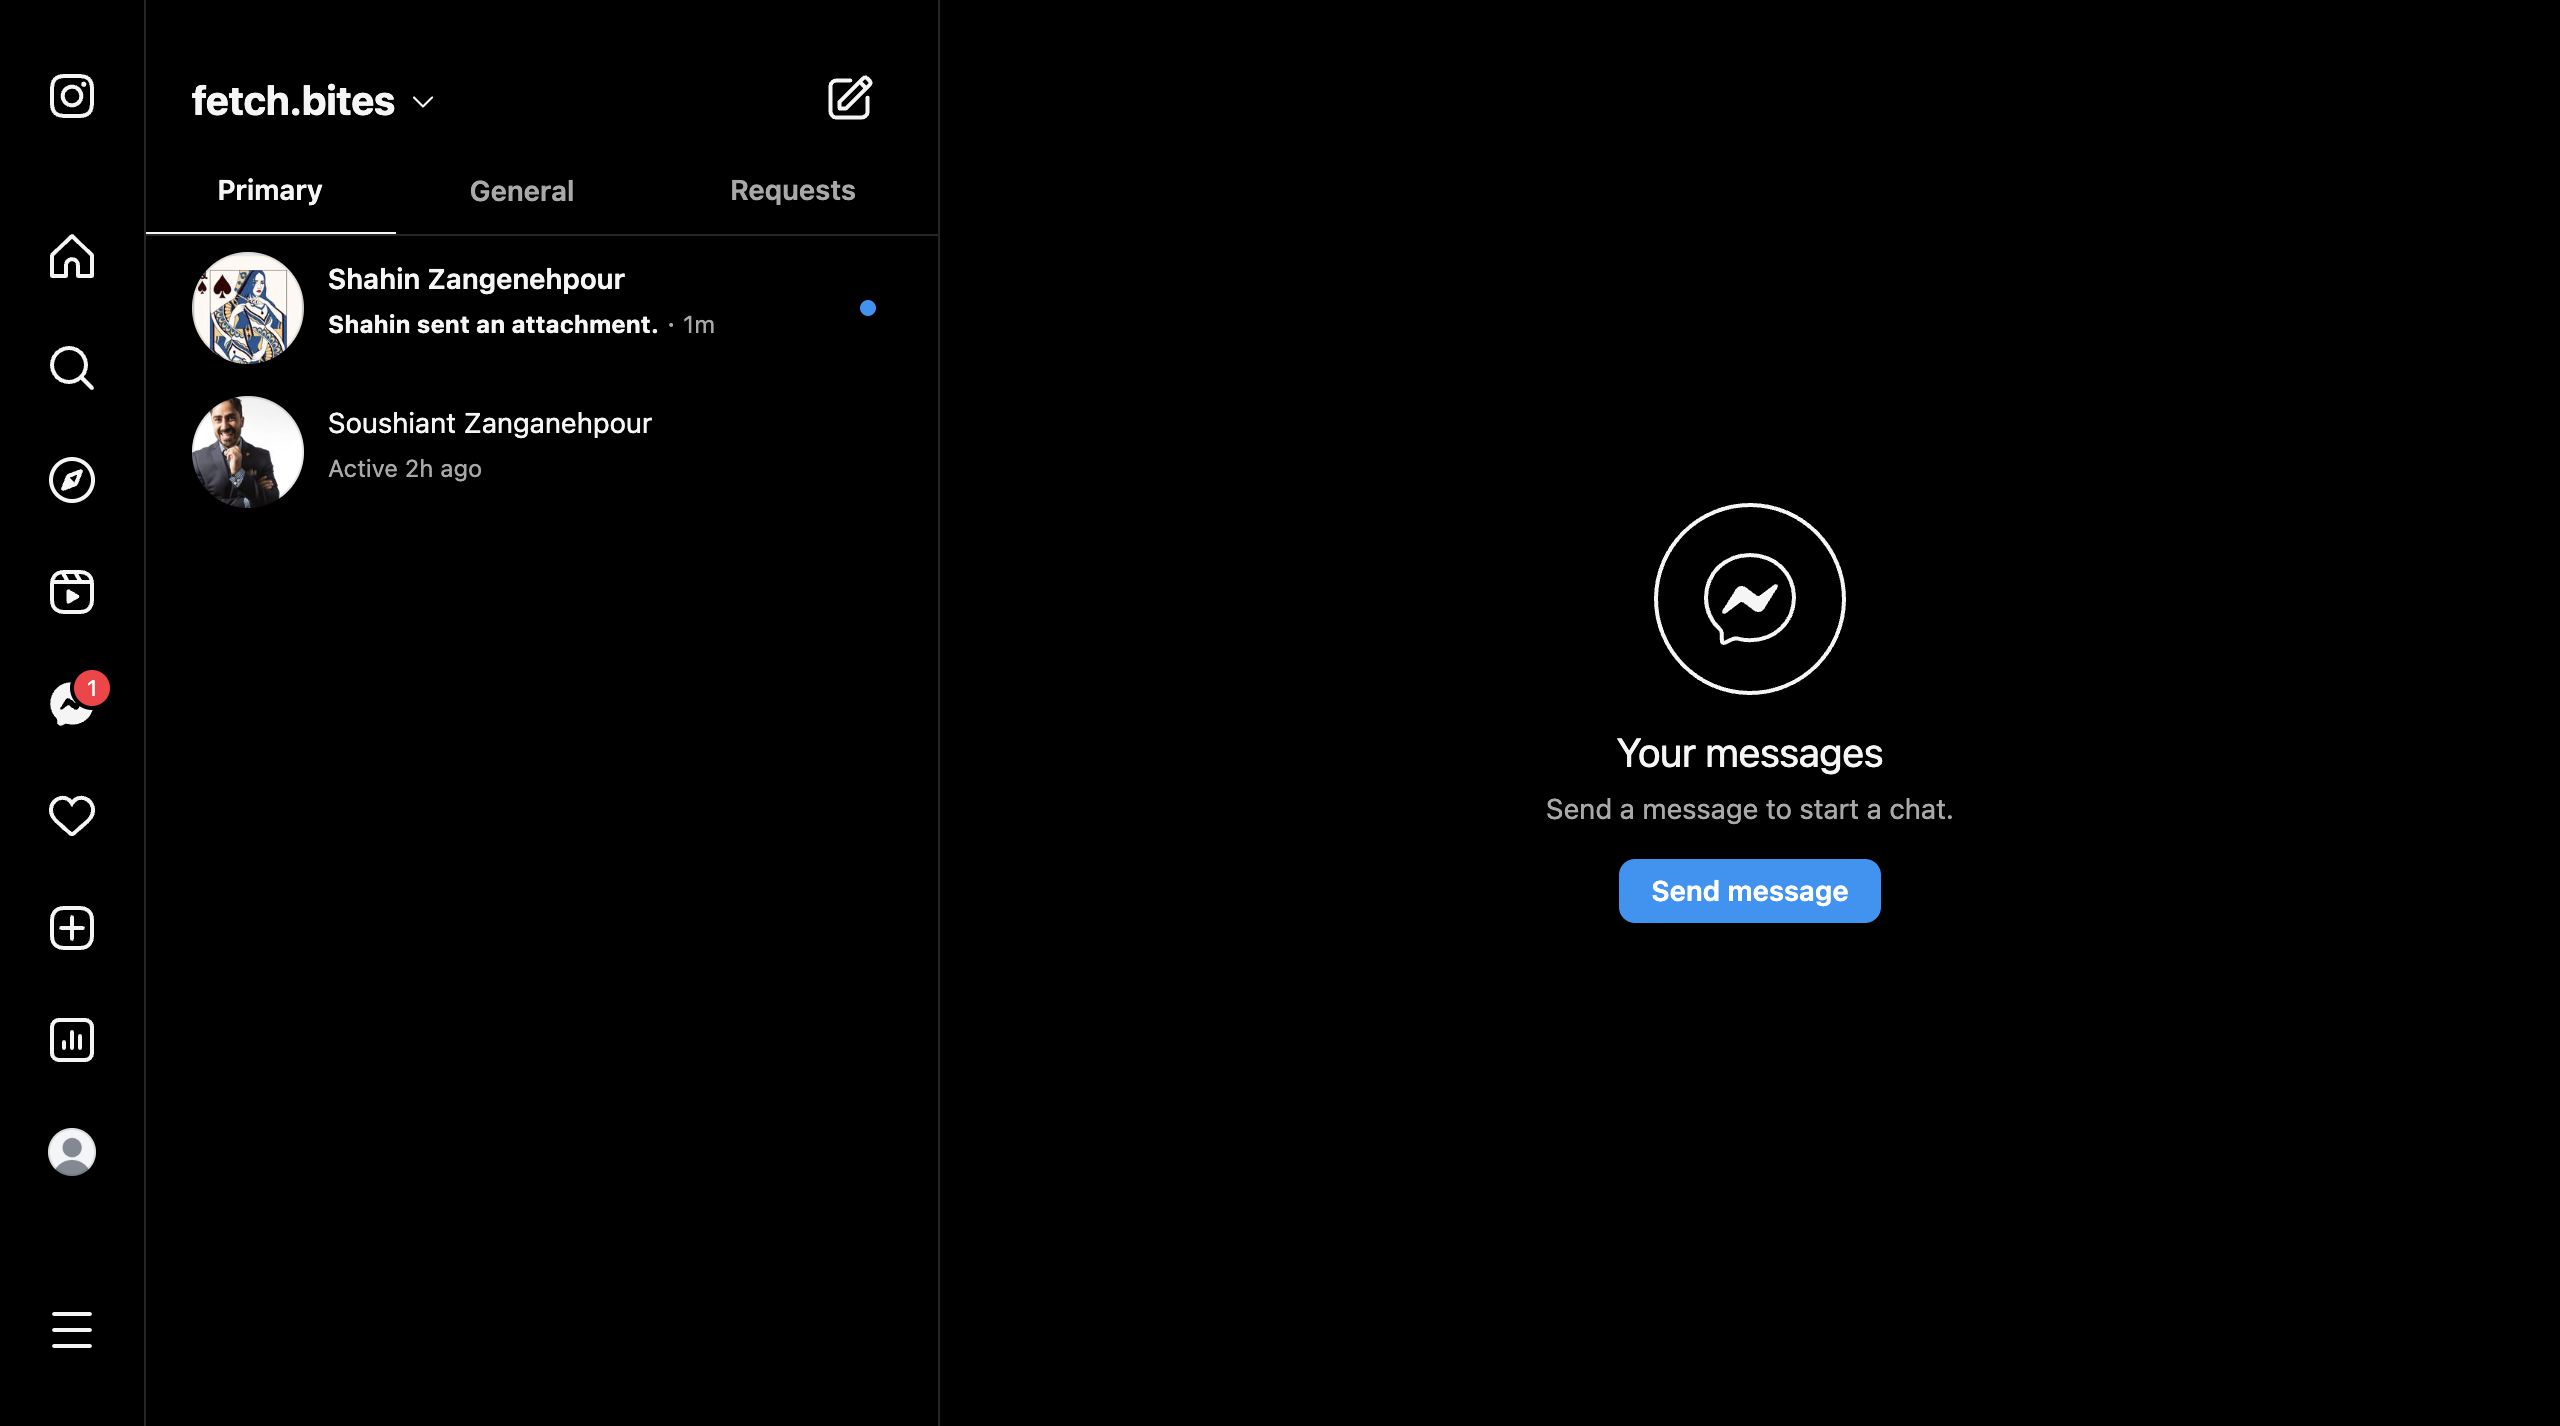 fetch.bites
Primary
General
Requests
Shahin Zangenehpour
Shahin sent an attachment. · 1m
Soushiant Zanganehpour
Active 2h ago
1
Your messages
Send a message to start a chat.
Send message